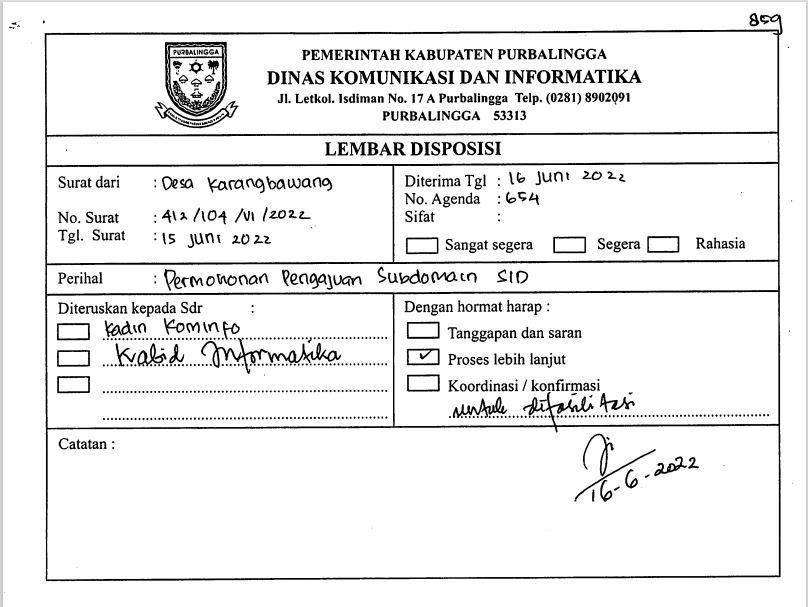 859
PURBALINGGA
PEMERINTAH KABUPATEN PURBALINGGA
DINAS KOMUNIKASI DAN INFORMATIKA
Jl. Letkol. Isdiman No. 17 A Purbalingga Telp. (0281) 8902091
PURBALINGGA 53313
LEMBAR DISPOSISI
Surat dari : Desa Karangbawang
No. Surat : 412/104/VI/2022
Tgl. Surat : 15 Juni 2022
Diterima Tgl : 16 Juni 2022
No. Agenda : 654
Sifat :
Sangat segera Segera Rahasia
Perihal : Permohonan Pengajuan Subdomain SID
Diteruskan kepada Sdr :
Kadin Kominfo
Kabid Informatika
Dengan hormat harap :
Tanggapan dan saran
✓ Proses lebih lanjut
Koordinasi / konfirmasi
untuk difasilitasi
Catatan :
16-6-2022